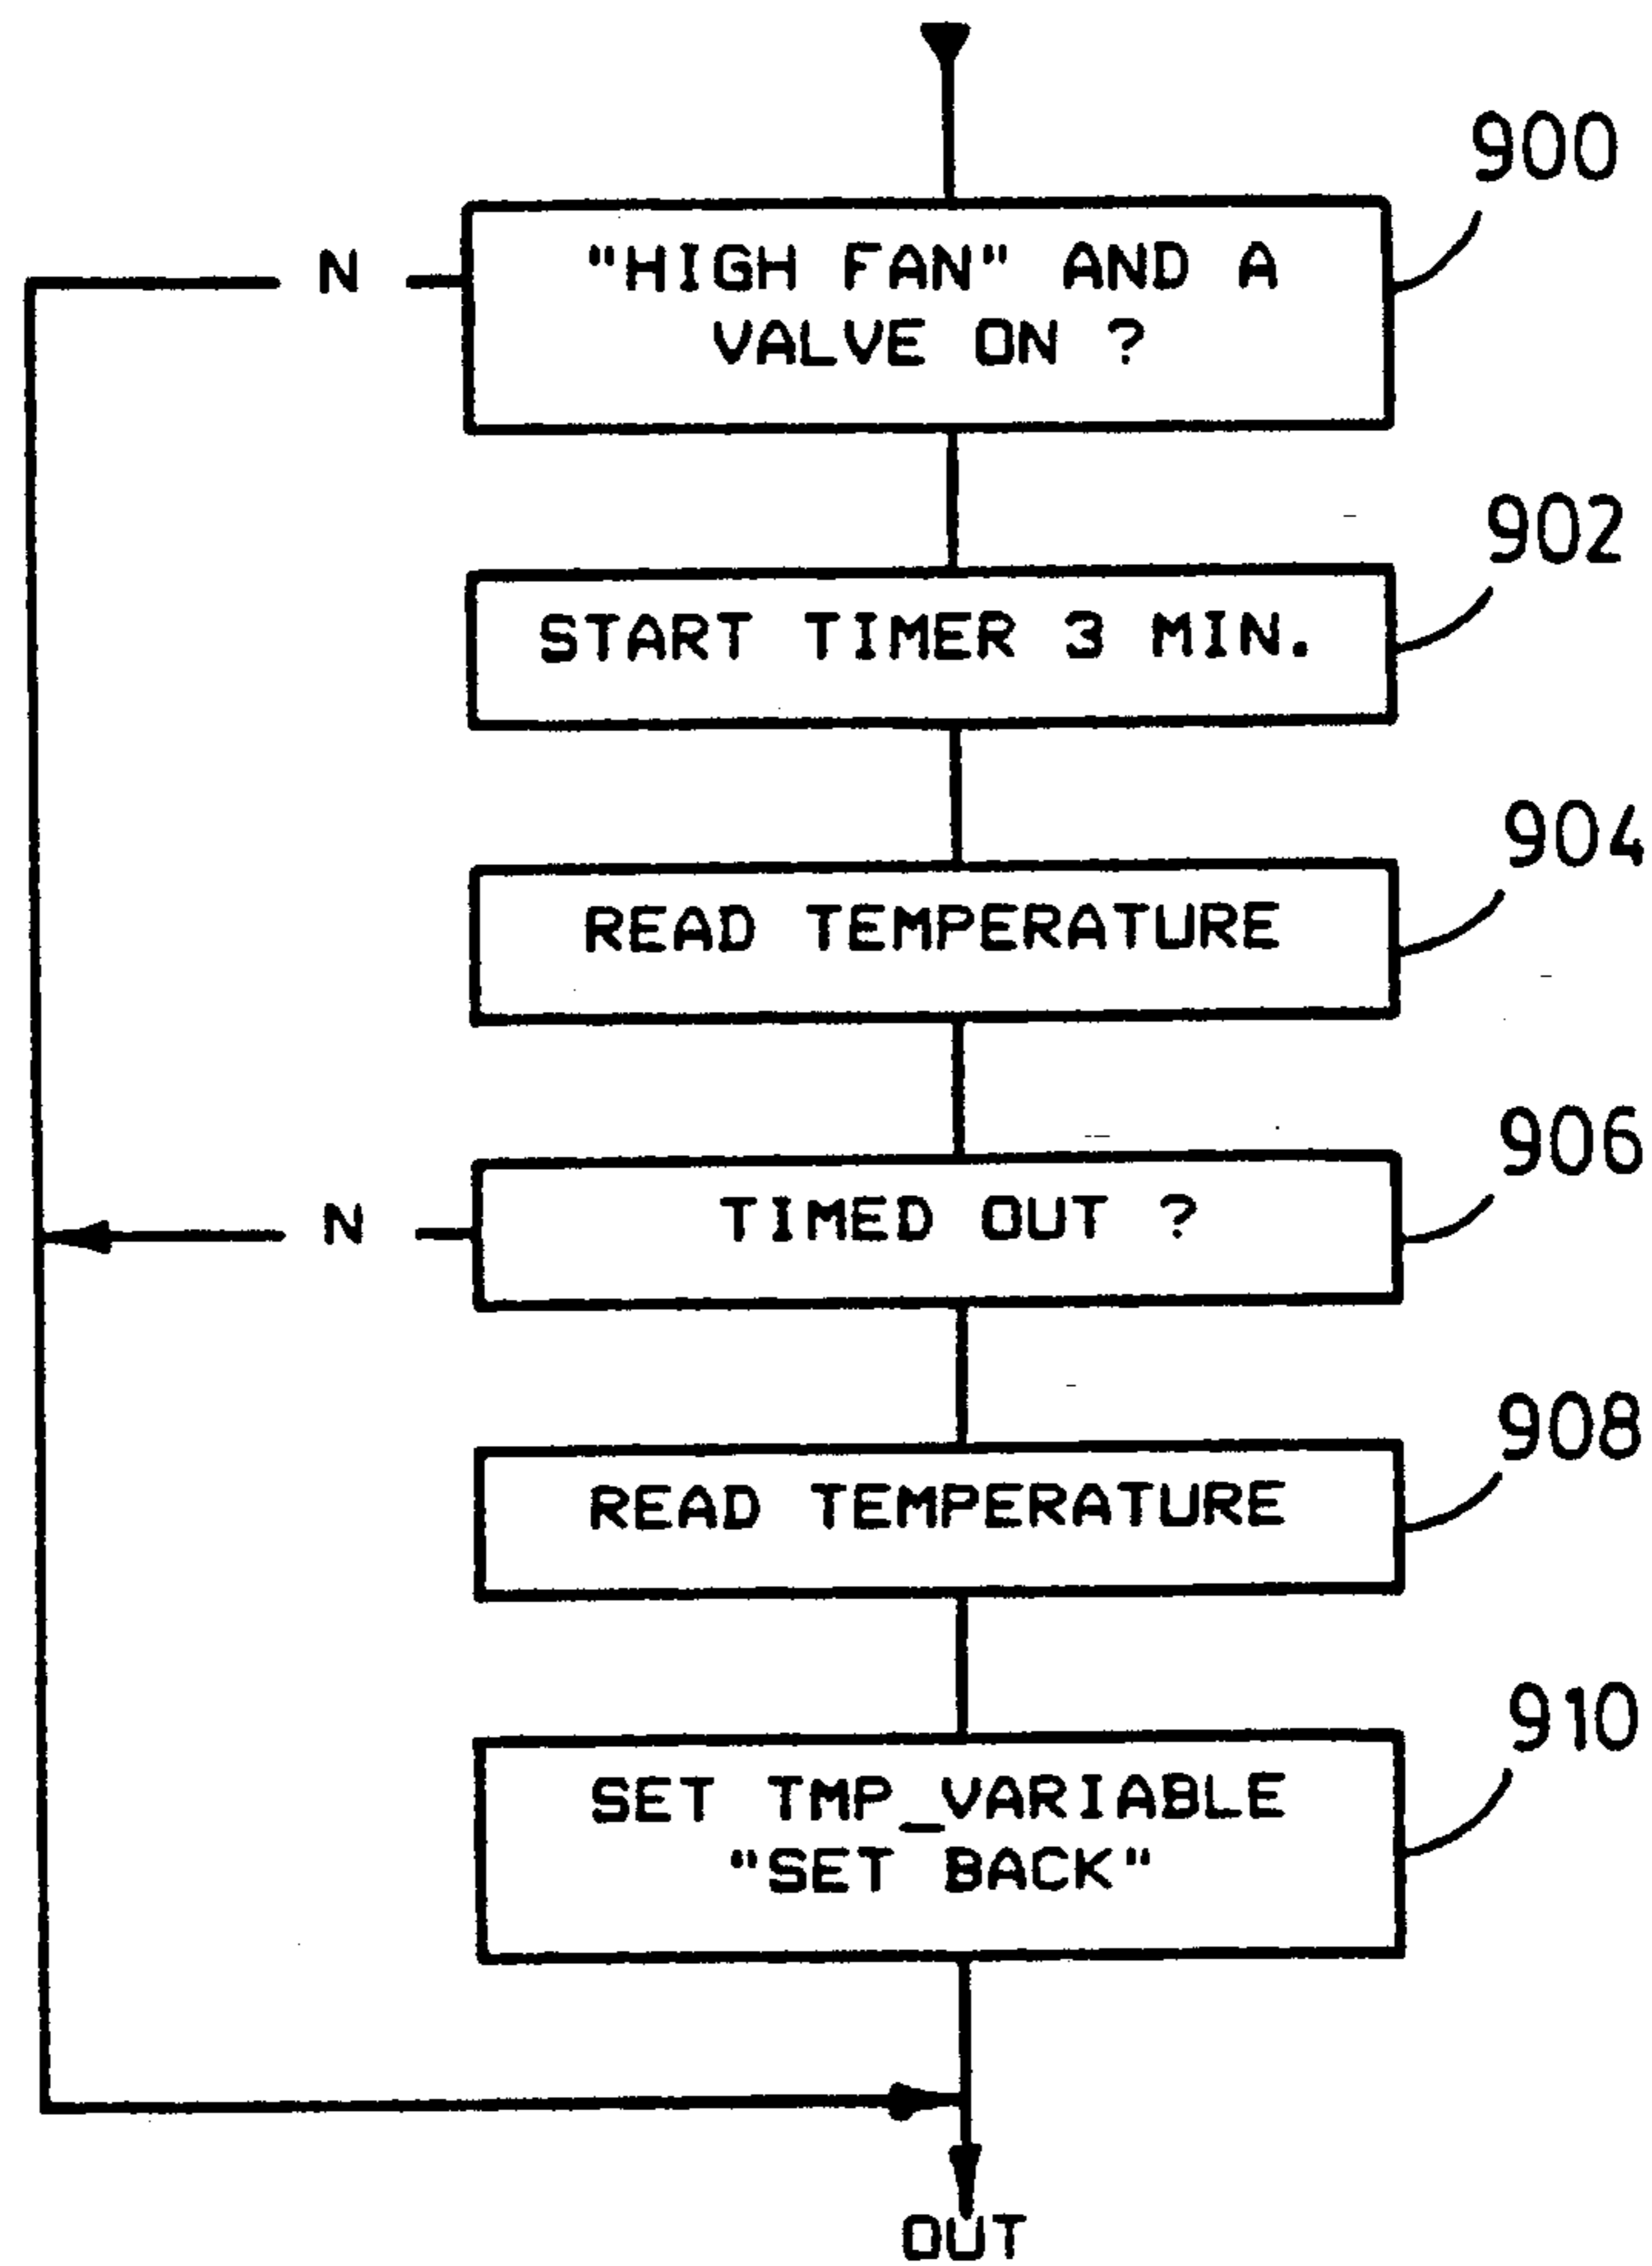 900
N
"HIGH FAN" AND A
VALVE ON ?
902
START TIMER 3 MIN.
904
READ TEMPERATURE
906
N
TIMED OUT ?
908
READ TEMPERATURE
910
SET TMP_VARIABLE
"SET BACK"
OUT